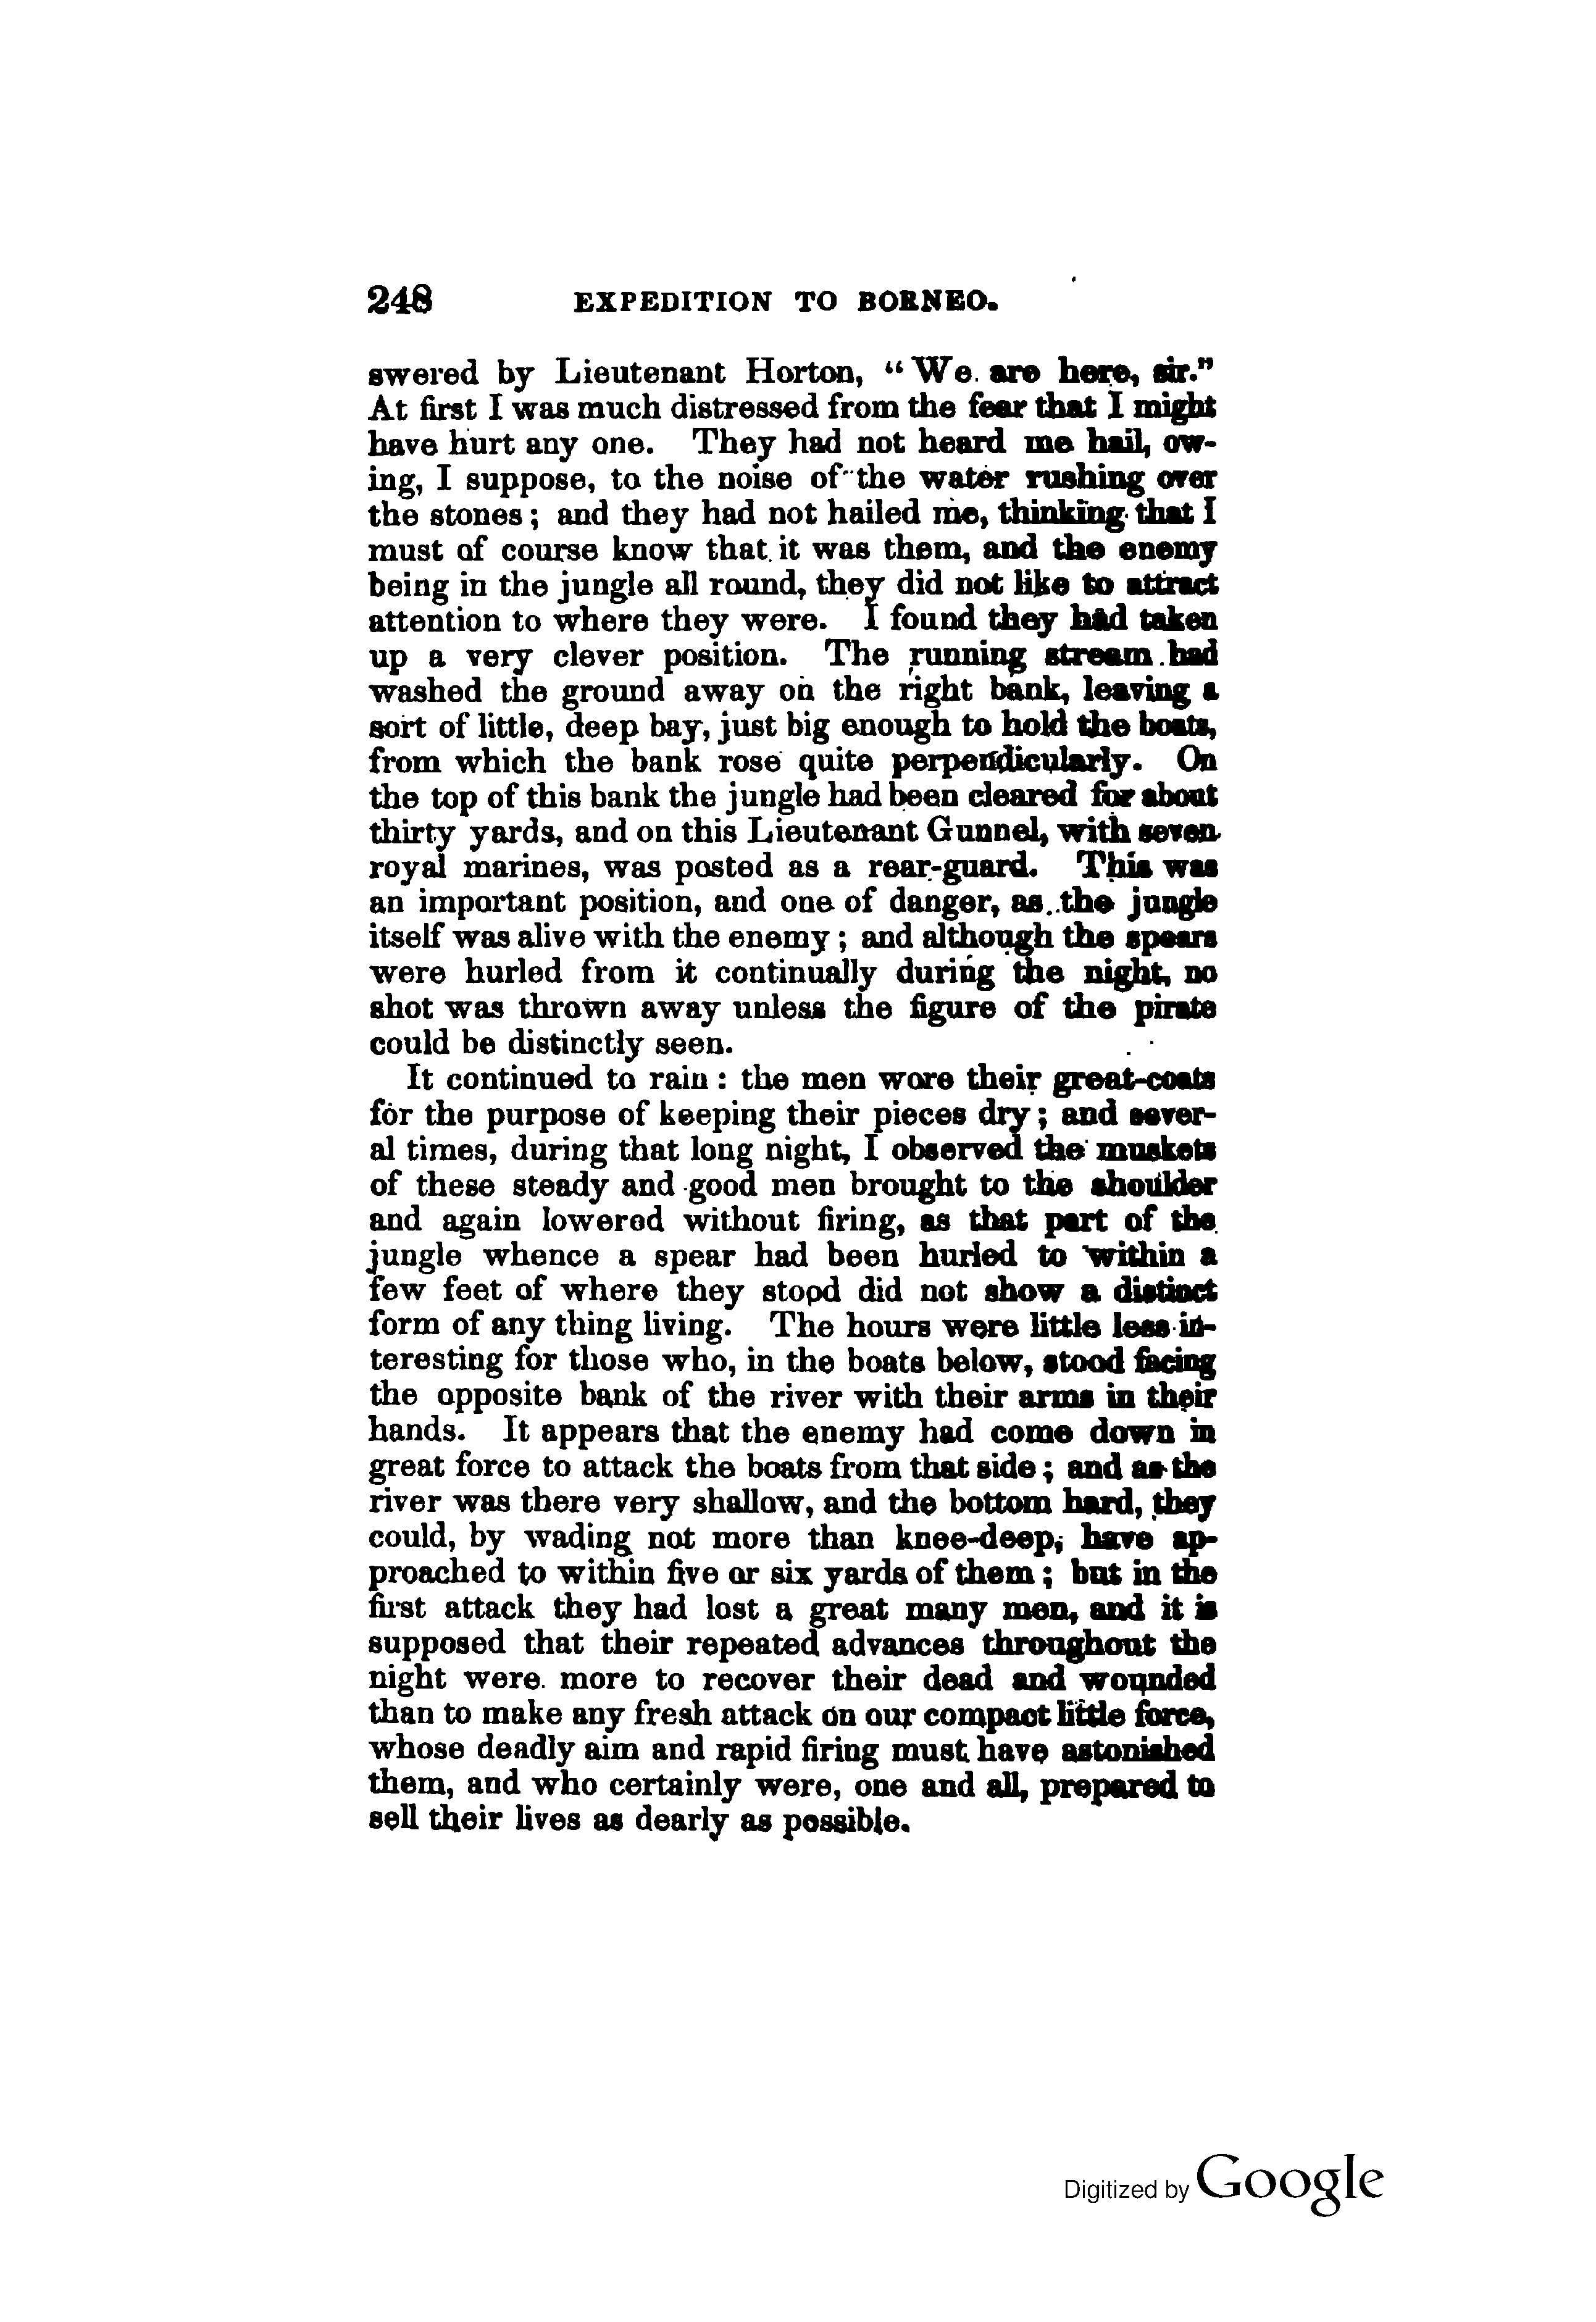 248 EXPEDITION TO BORNEO.
swered by Lieutenant Horton, “We are here, sir.”
At first I was much distressed from the fear that I might
have hurt any one. They had not heard me hail, ow-
ing, I suppose, to the noise of the water rushing over
the stones; and they had not hailed me, thinking that I
must of course know that it was them, and the enemy
being in the jungle all round, they did not like to attract
attention to where they were. I found they had taken
up a very clever position. The running stream had
washed the ground away on the right bank, leaving a
sort of little, deep bay, just big enough to hold the boats,
from which the bank rose quite perpendicularly. On
the top of this bank the jungle had been cleared for about
thirty yards, and on this Lieutenant Gunnel, with seven
royal marines, was posted as a rear-guard. This was
an important position, and one of danger, as the jungle
itself was alive with the enemy; and although the spears
were hurled from it continually during the night, no
shot was thrown away unless the figure of the pirate
could be distinctly seen.
It continued to rain: the men wore their great-coats
for the purpose of keeping their pieces dry; and sever-
al times, during that long night, I observed the muskets
of these steady and good men brought to the shoulder
and again lowered without firing, as that part of the
jungle whence a spear had been hurled to within a
few feet of where they stood did not show a distinct
form of any thing living. The hours were little less in-
teresting for those who, in the boats below, stood facing
the opposite bank of the river with their arms in their
hands. It appears that the enemy had come down in
great force to attack the boats from that side; and as the
river was there very shallow, and the bottom hard, they
could, by wading not more than knee-deep, have ap-
proached to within five or six yards of them; but in the
first attack they had lost a great many men, and it is
supposed that their repeated advances throughout the
night were more to recover their dead and wounded
than to make any fresh attack on our compact little force,
whose deadly aim and rapid firing must have astonished
them, and who certainly were, one and all, prepared to
sell their lives as dearly as possible.
Digitized by Google